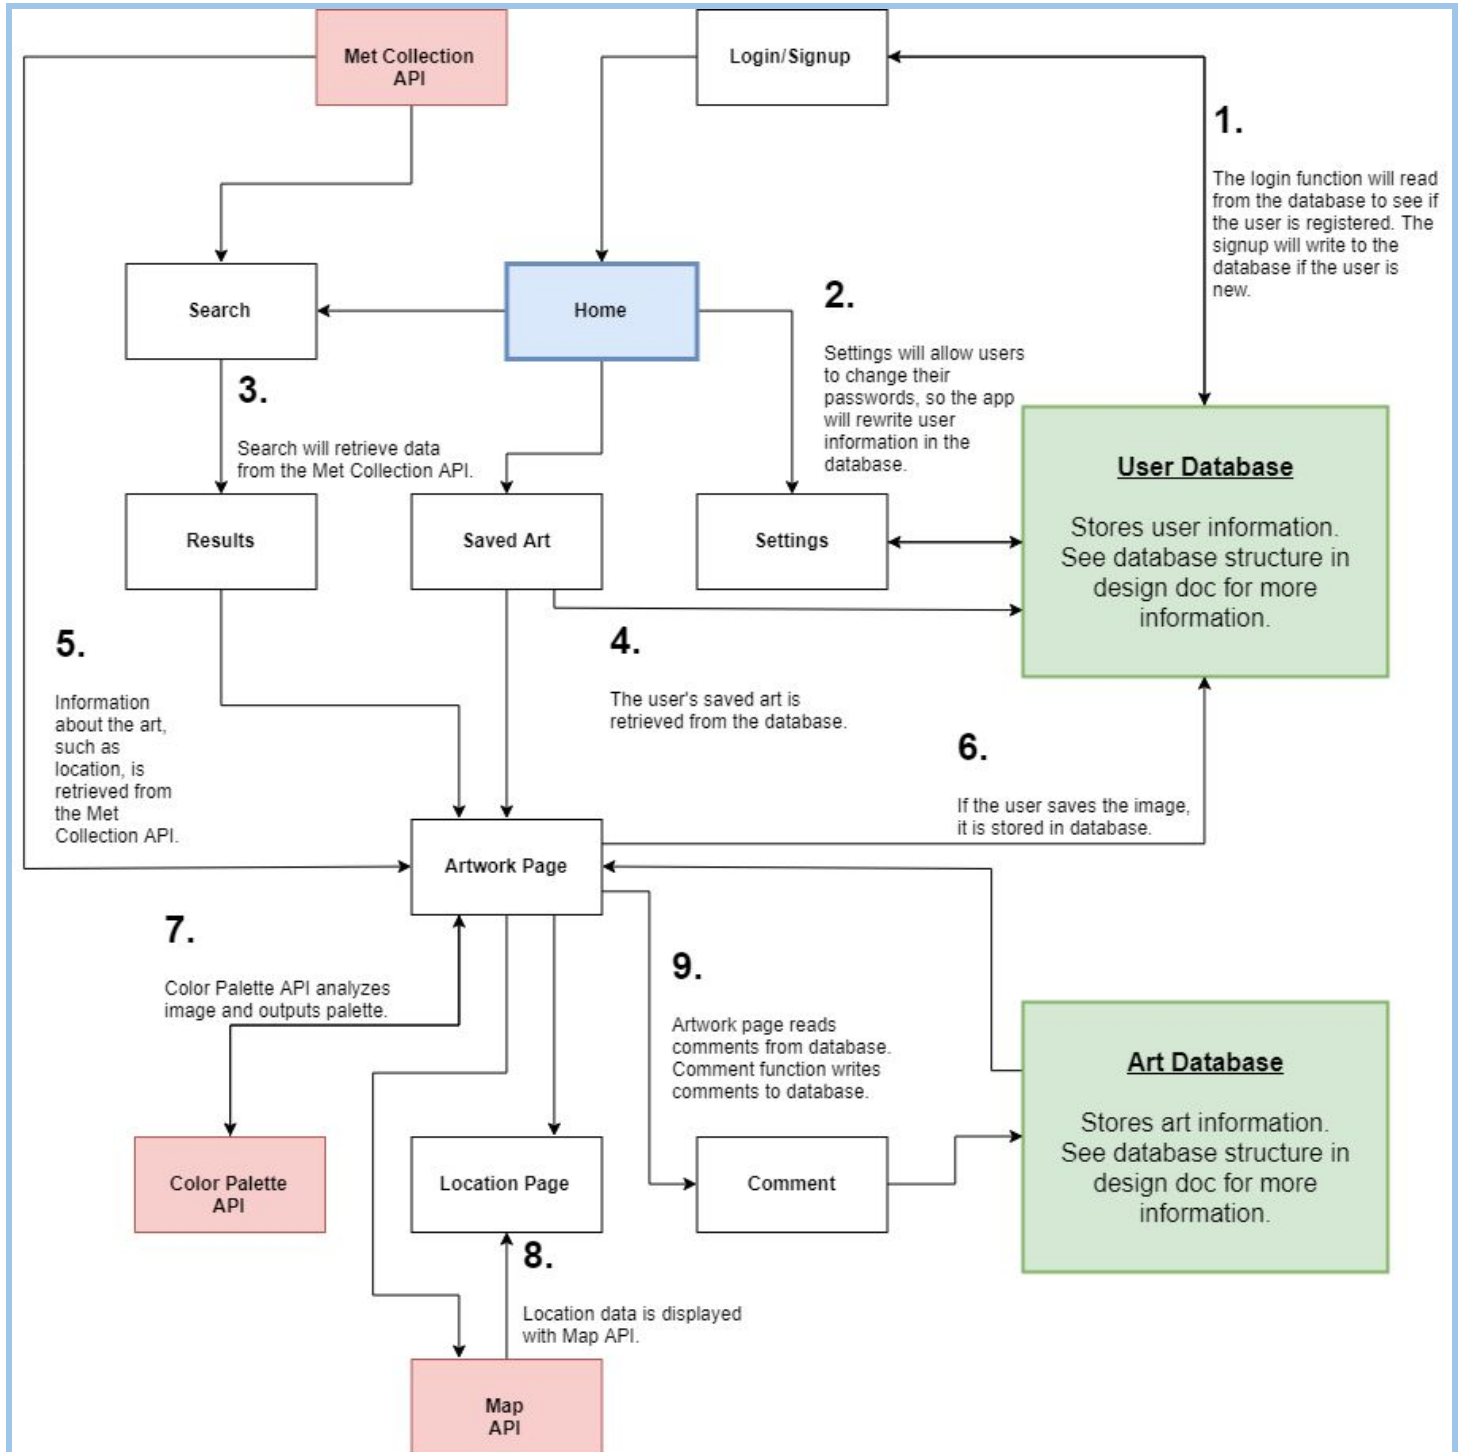 Met Collection
API
Login/Signup
1.
The login function will read
from the database to see if
the user is registered. The
signup will write to the
database if the user is
new.
Search
Home
2.
Settings will allow users
to change their
passwords, so the app
will rewrite user
information in the
database.
3.
Search will retrieve data
from the Met Collection API.
User Database
Stores user information.
See database structure in
design doc for more
information.
Results
Saved Art
Settings
4.
The user's saved art is
retrieved from the database.
5.
Information
about the art,
such as
location, is
retrieved from
the Met
Collection API.
6.
If the user saves the image,
it is stored in database.
Artwork Page
7.
Color Palette API analyzes
image and outputs palette.
9.
Artwork page reads
comments from database.
Comment function writes
comments to database.
Art Database
Stores art information.
See database structure in
design doc for more
information.
Color Palette
API
Location Page
Comment
8.
Location data is displayed
with Map API.
Map
API